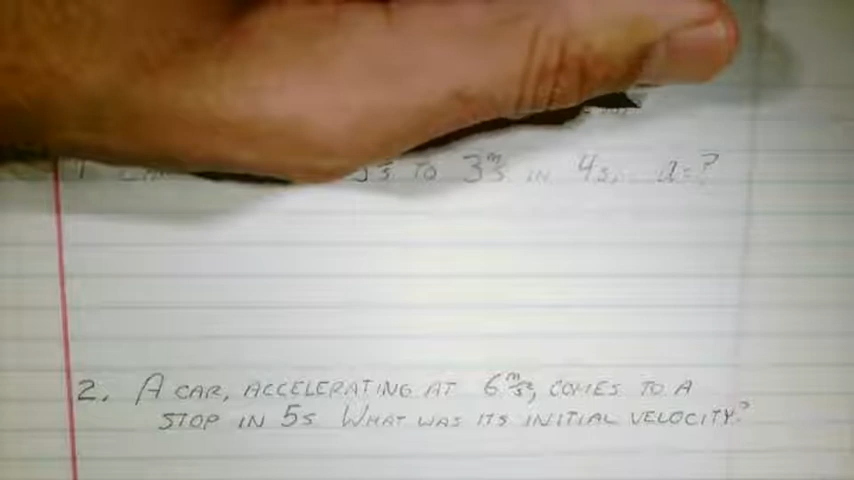 TO 3 m/s IN 4s, a=?
2. A CAR, ACCELERATING AT 6 m/s², COMES TO A
STOP IN 5s WHAT WAS ITS INITIAL VELOCITY?